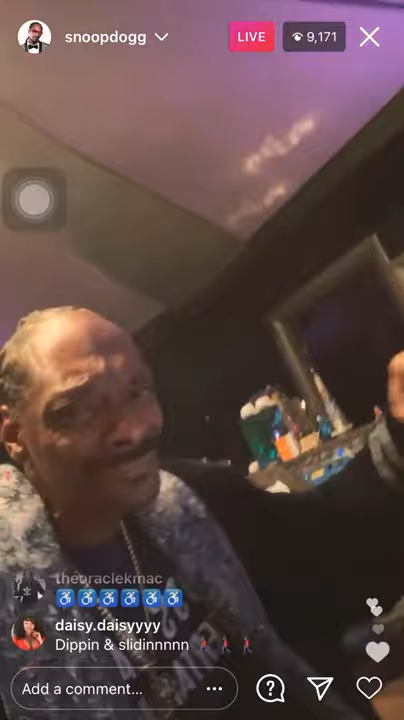 snoopdogg
LIVE
9,171
theoraclekmac
♿♿♿♿♿♿
daisy.daisyyyy
Dippin & slidinnnnn 🚶🚶🚶
Add a comment...